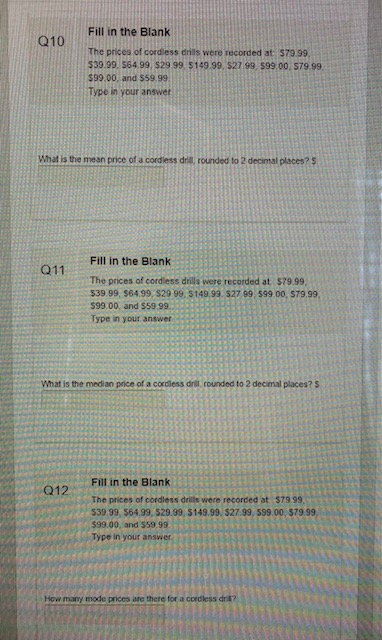 Q10
Fill in the Blank
The prices of cordless drills were recorded at: $79.99,
$39.99, $64.99, $29.99, $149.99, $27.99, $99.00, $79.99,
$99.00, and $59.99.
Type in your answer
What is the mean price of a cordless drill, rounded to 2 decimal places? $
Q11
Fill in the Blank
The prices of cordless drills were recorded at: $79.99,
$39.99, $64.99, $29.99, $149.99, $27.99, $99.00, $79.99,
$99.00, and $59.99.
Type in your answer
What is the median price of a cordless drill, rounded to 2 decimal places? $
Q12
Fill in the Blank
The prices of cordless drills were recorded at: $79.99,
$39.99, $64.99, $29.99, $149.99, $27.99, $99.00, $79.99,
$99.00, and $59.99.
Type in your answer
How many mode prices are there for a cordless drill?